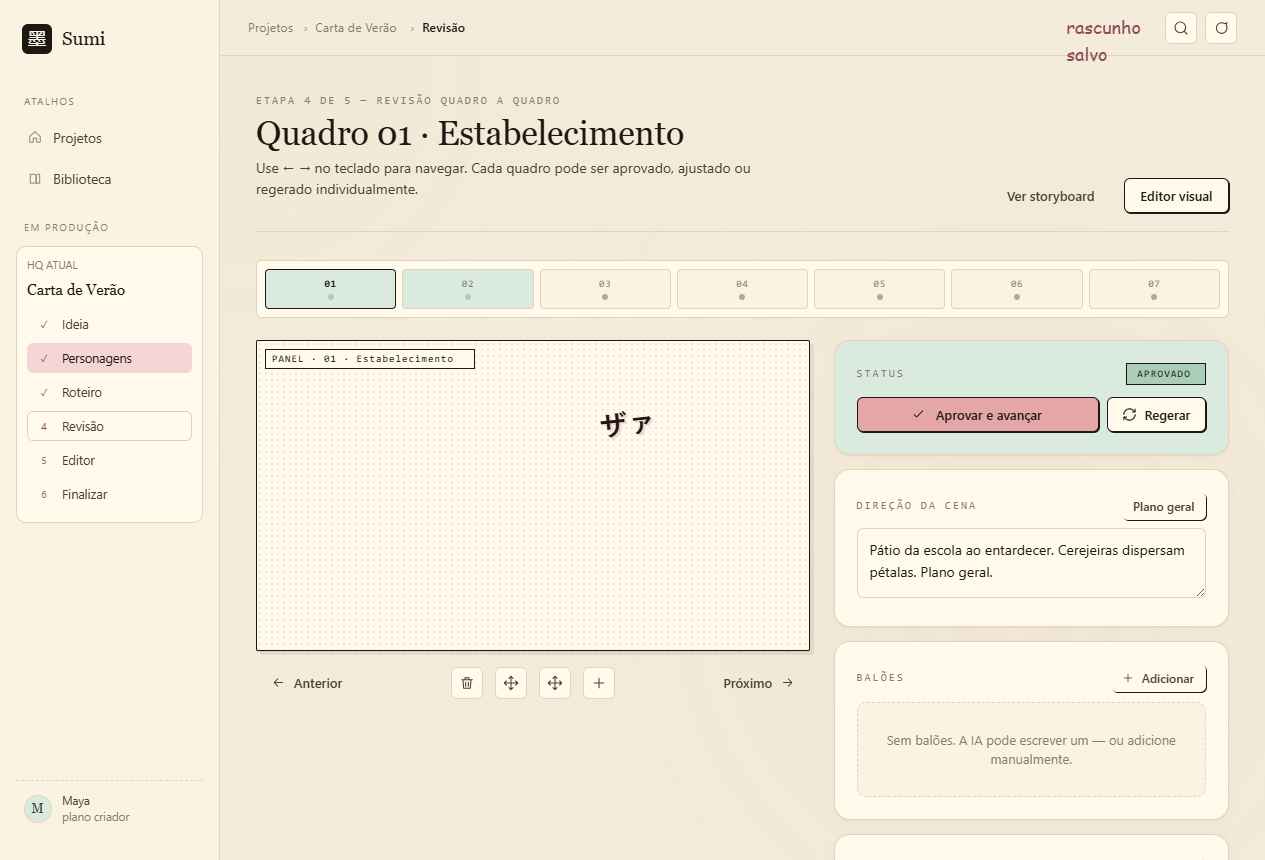 墨 Sumi
Projetos › Carta de Verão › Revisão
rascunho
salvo
ATALHOS
Projetos
Biblioteca
EM PRODUÇÃO
HQ ATUAL
Carta de Verão
✓ Ideia
✓ Personagens
✓ Roteiro
4 Revisão
5 Editor
6 Finalizar
M
Maya
plano criador
ETAPA 4 DE 5 — REVISÃO QUADRO A QUADRO
Quadro 01 · Estabelecimento
Use ← → no teclado para navegar. Cada quadro pode ser aprovado, ajustado ou
regerado individualmente.
Ver storyboard
Editor visual
01 02 03 04 05 06 07
PANEL · 01 · Estabelecimento
ザァ
← Anterior
Próximo →
STATUS
APROVADO
✓ Aprovar e avançar
Regerar
DIREÇÃO DA CENA
Plano geral
Pátio da escola ao entardecer. Cerejeiras dispersam
pétalas. Plano geral.
BALÕES
+ Adicionar
Sem balões. A IA pode escrever um — ou adicione
manualmente.